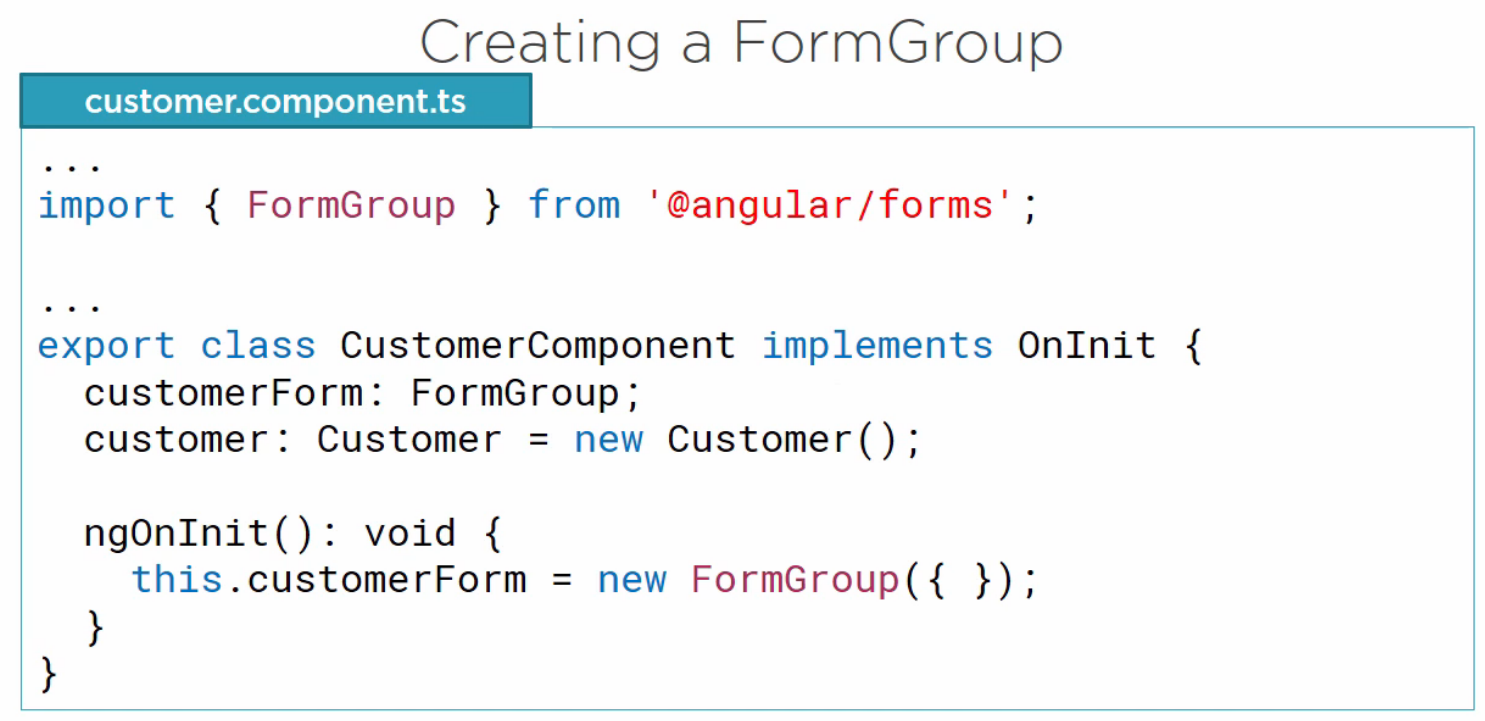 Creating a FormGroup
customer.component.ts
...
import { FormGroup } from '@angular/forms';
...
export class CustomerComponent implements OnInit {
  customerForm: FormGroup;
  customer: Customer = new Customer();
  ngOnInit(): void {
    this.customerForm = new FormGroup({ });
  }
}